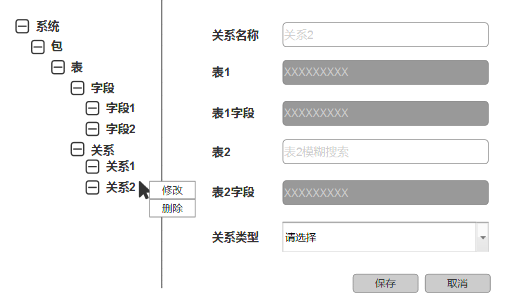 系统
包
表
字段
字段1
字段2
关系
关系1
关系2
修改
删除
关系名称 关系2
表1 XXXXXXXXX
表1字段 XXXXXXXXX
表2 表2模糊搜索
表2字段 XXXXXXXXX
关系类型 请选择
保存 取消